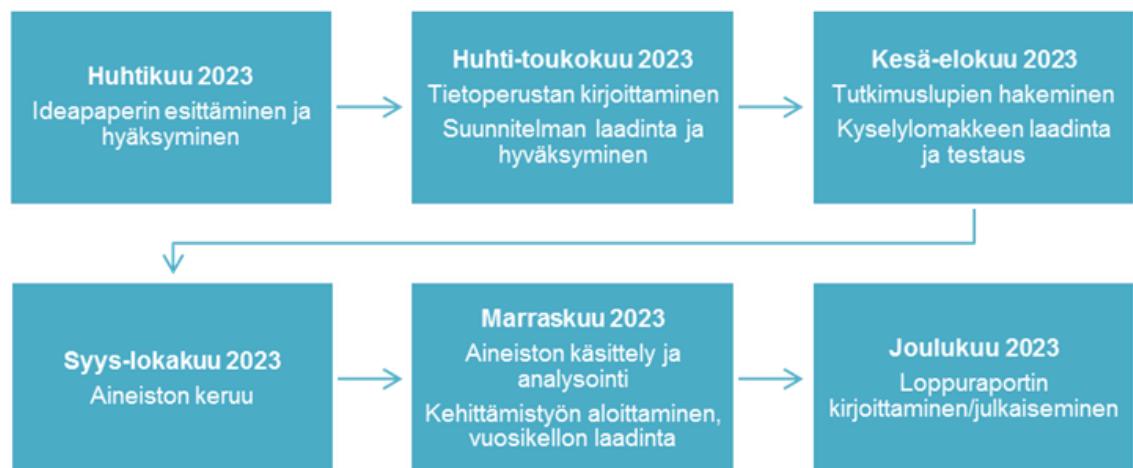 Huhtikuu 2023
Ideapaperin esittäminen ja
hyäksyminen
Huhti-toukokuu 2023
Tietoperustan kirjoittaminen
Suunnitelman laadinta ja
hyväksyminen
Kesä-elokuu 2023
Tutkimuslupien hakeminen
Kyselylomakkeen laadinta
ja testaus
Syys-lokakuu 2023
Aineiston keruu
Marraskuu 2023
Aineiston käsittely ja
analysointi
Kehittämistyön aloittaminen,
vuosikellon laadinta
Joulukuu 2023
Loppuraportin
kirjoittaminen/julkaiseminen